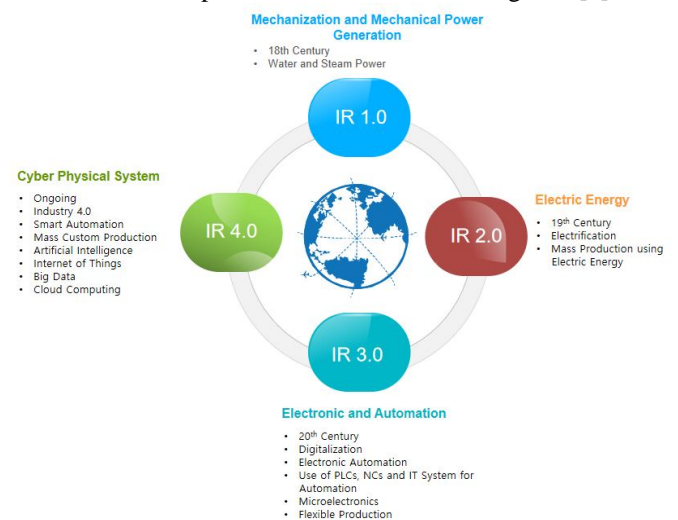 Mechanization and Mechanical Power
Generation
• 18th Century
• Water and Steam Power
IR 1.0
Cyber Physical System
• Ongoing
• Industry 4.0
• Smart Automation
• Mass Custom Production
• Artificial Intelligence
• Internet of Things
• Big Data
• Cloud Computing
IR 4.0
IR 2.0
Electric Energy
• 19th Century
• Electrification
• Mass Production using
Electric Energy
IR 3.0
Electronic and Automation
• 20th Century
• Digitalization
• Electronic Automation
• Use of PLCs, NCs and IT System for
Automation
• Microelectronics
• Flexible Production